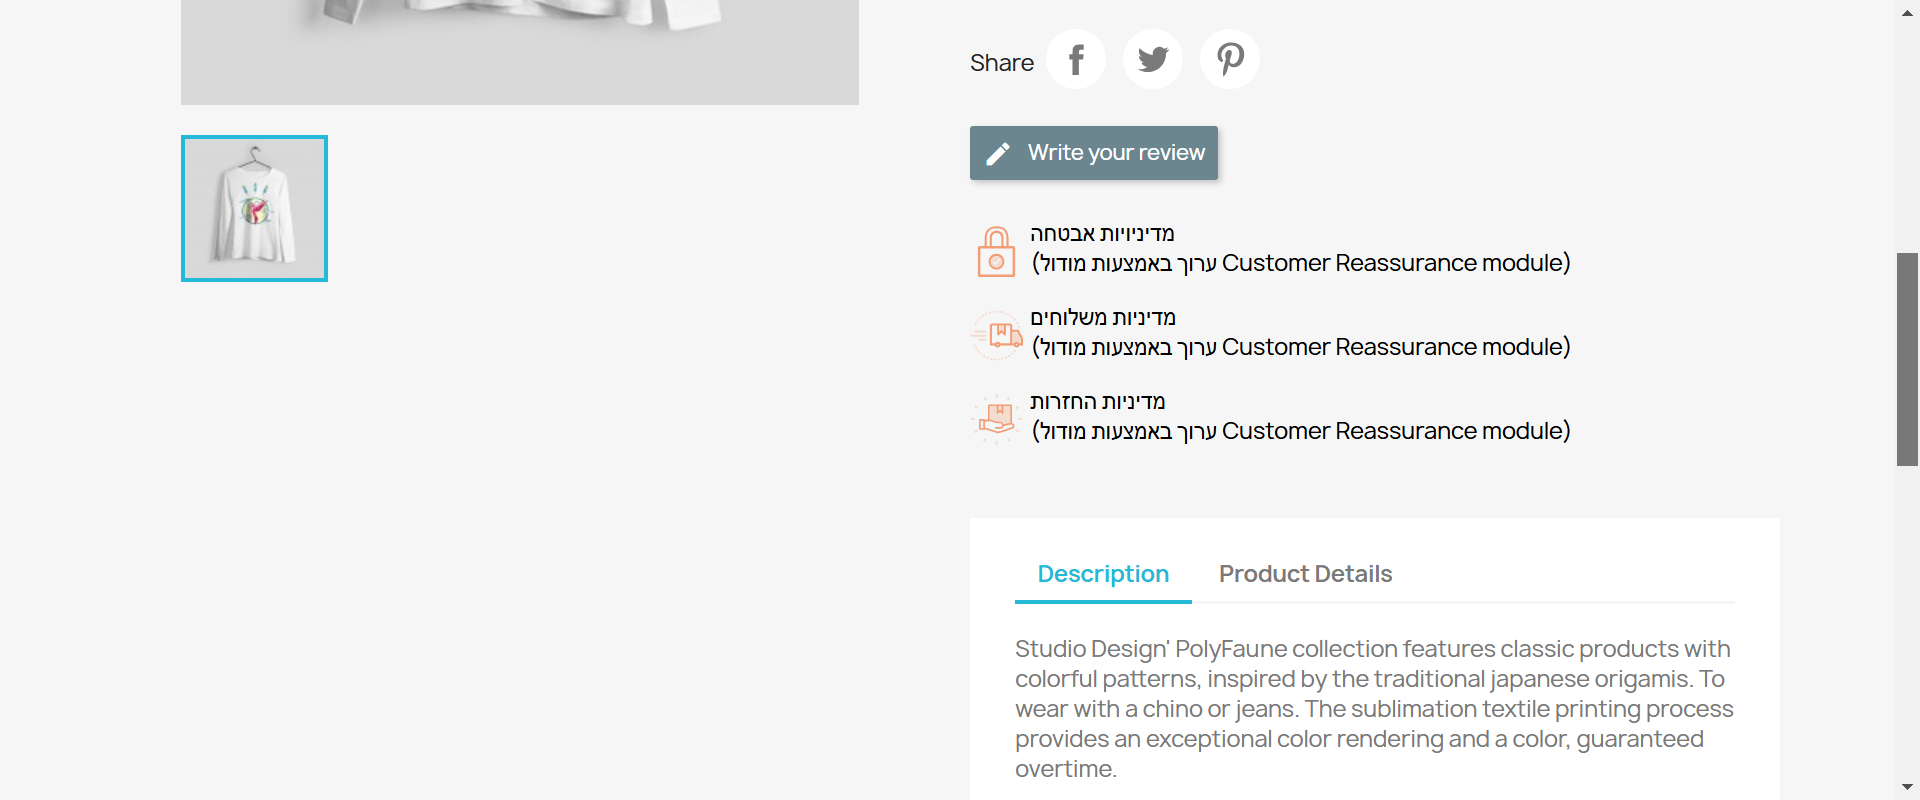 Share
Write your review
מדיניויות אבטחה
(ערוך באמצעות מודול Customer Reassurance module)
מדיניות משלוחים
(ערוך באמצעות מודול Customer Reassurance module)
מדיניות החזרות
(ערוך באמצעות מודול Customer Reassurance module)
Description Product Details
Studio Design' PolyFaune collection features classic products with
colorful patterns, inspired by the traditional japanese origamis. To
wear with a chino or jeans. The sublimation textile printing process
provides an exceptional color rendering and a color, guaranteed
overtime.